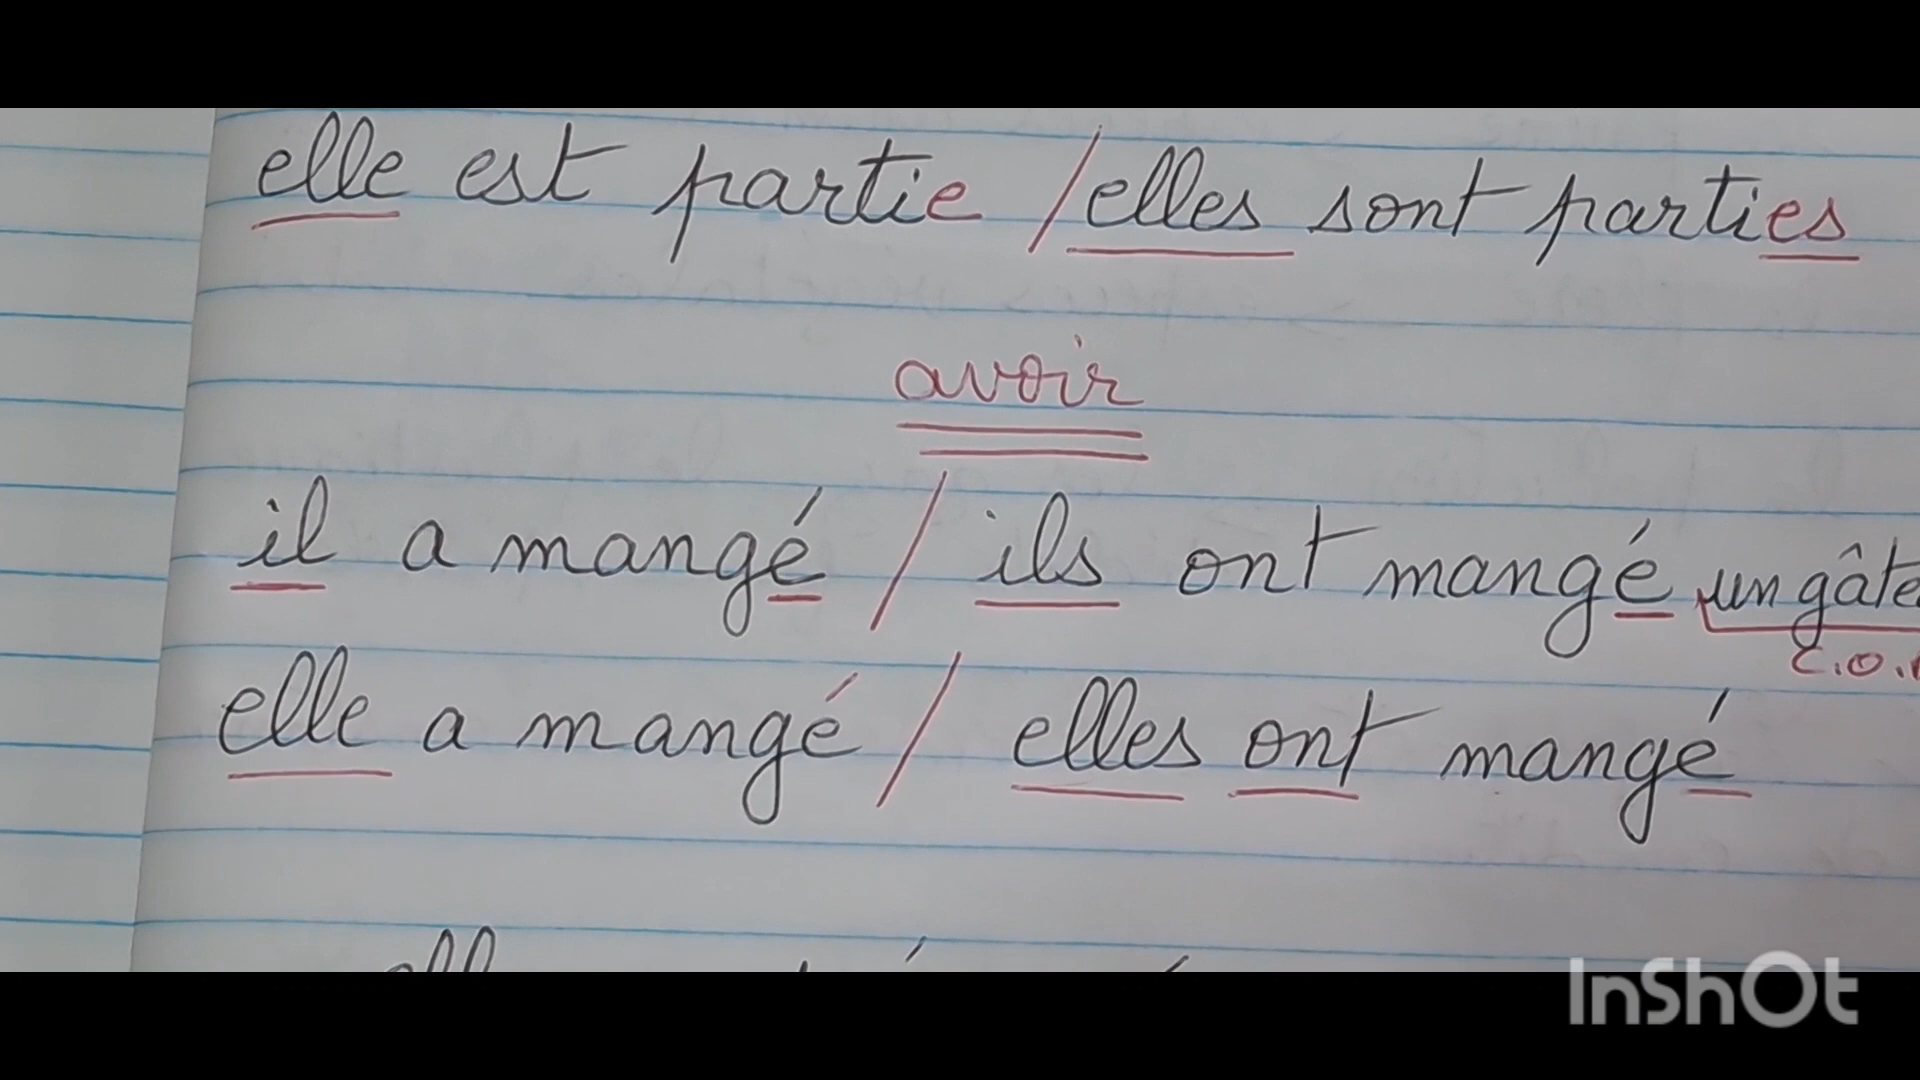 elle est partie / elles sont parties
avoir
il a mangé / ils ont mangé un gâte
C.O.
elle a mangé / elles ont mangé
InShOt